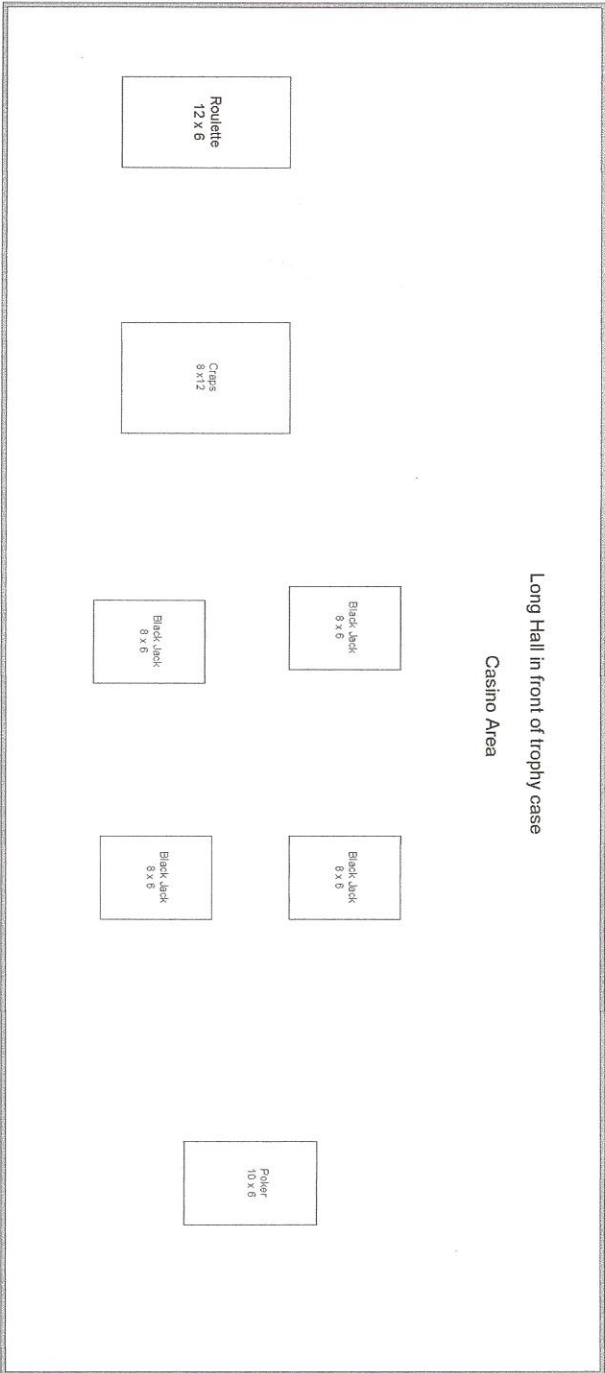 Long Hall in front of trophy case
Casino Area
Roulette
12 x 6
Craps
8 x12
Black Jack
8 x 6
Black Jack
8 x 6
Black Jack
8 x 6
Black Jack
8 x 6
Poker
10 x 6